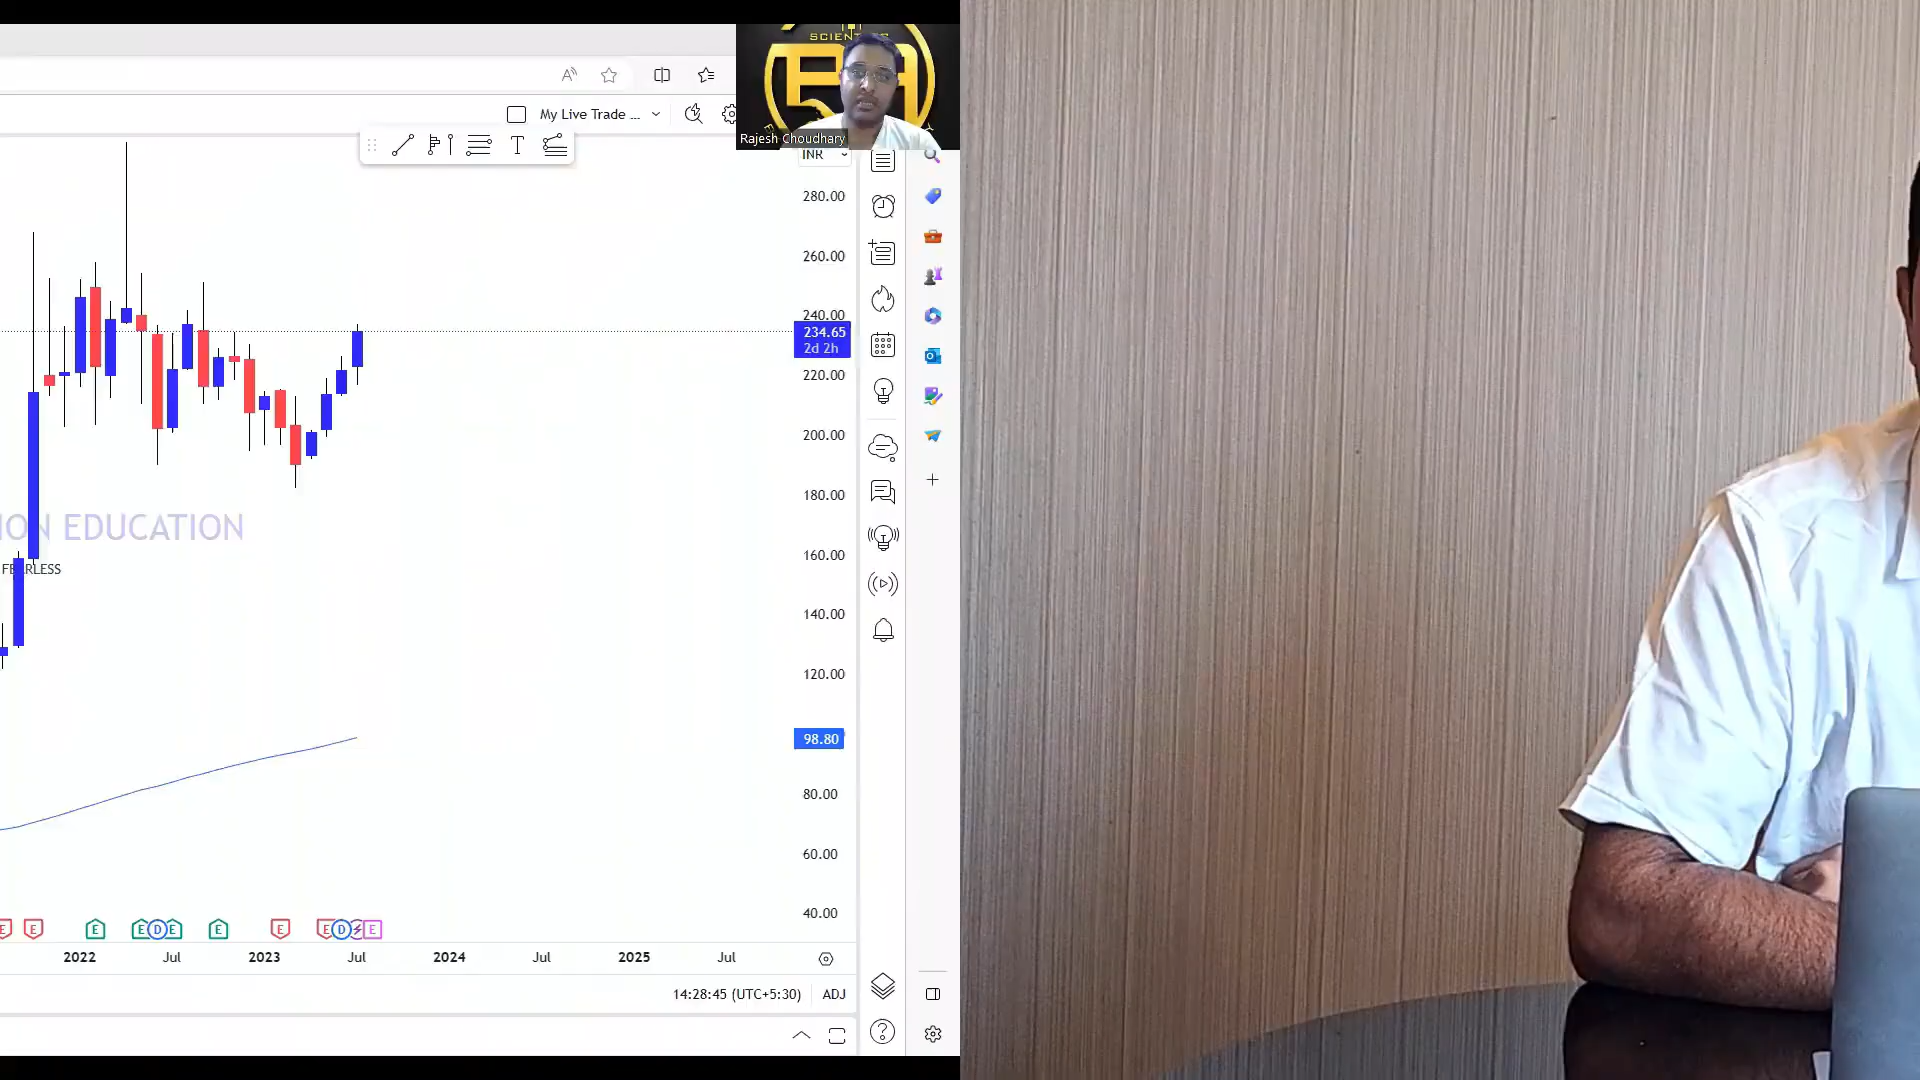 SCIENT
My Live Trade ...
Rajesh Choudhary
INR
280.00
260.00
240.00
234.65
2d 2h
220.00
200.00
180.00
ION EDUCATION
160.00
FEARLESS
140.00
120.00
98.80
80.00
60.00
40.00
E E E E D E E E E D E
2022 Jul 2023 Jul 2024 Jul 2025 Jul
14:28:45 (UTC+5:30) ADJ